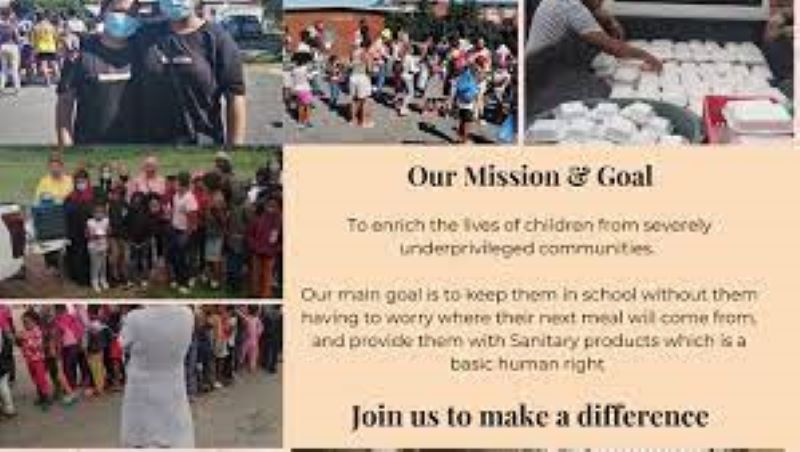 Our Mission & Goal
To enrich the lives of children from severely
underprivileged communities.
Our main goal is to keep them in school without them
having to worry where their next meal will come from,
and provide them with Sanitary products which is a
basic human right
Join us to make a difference